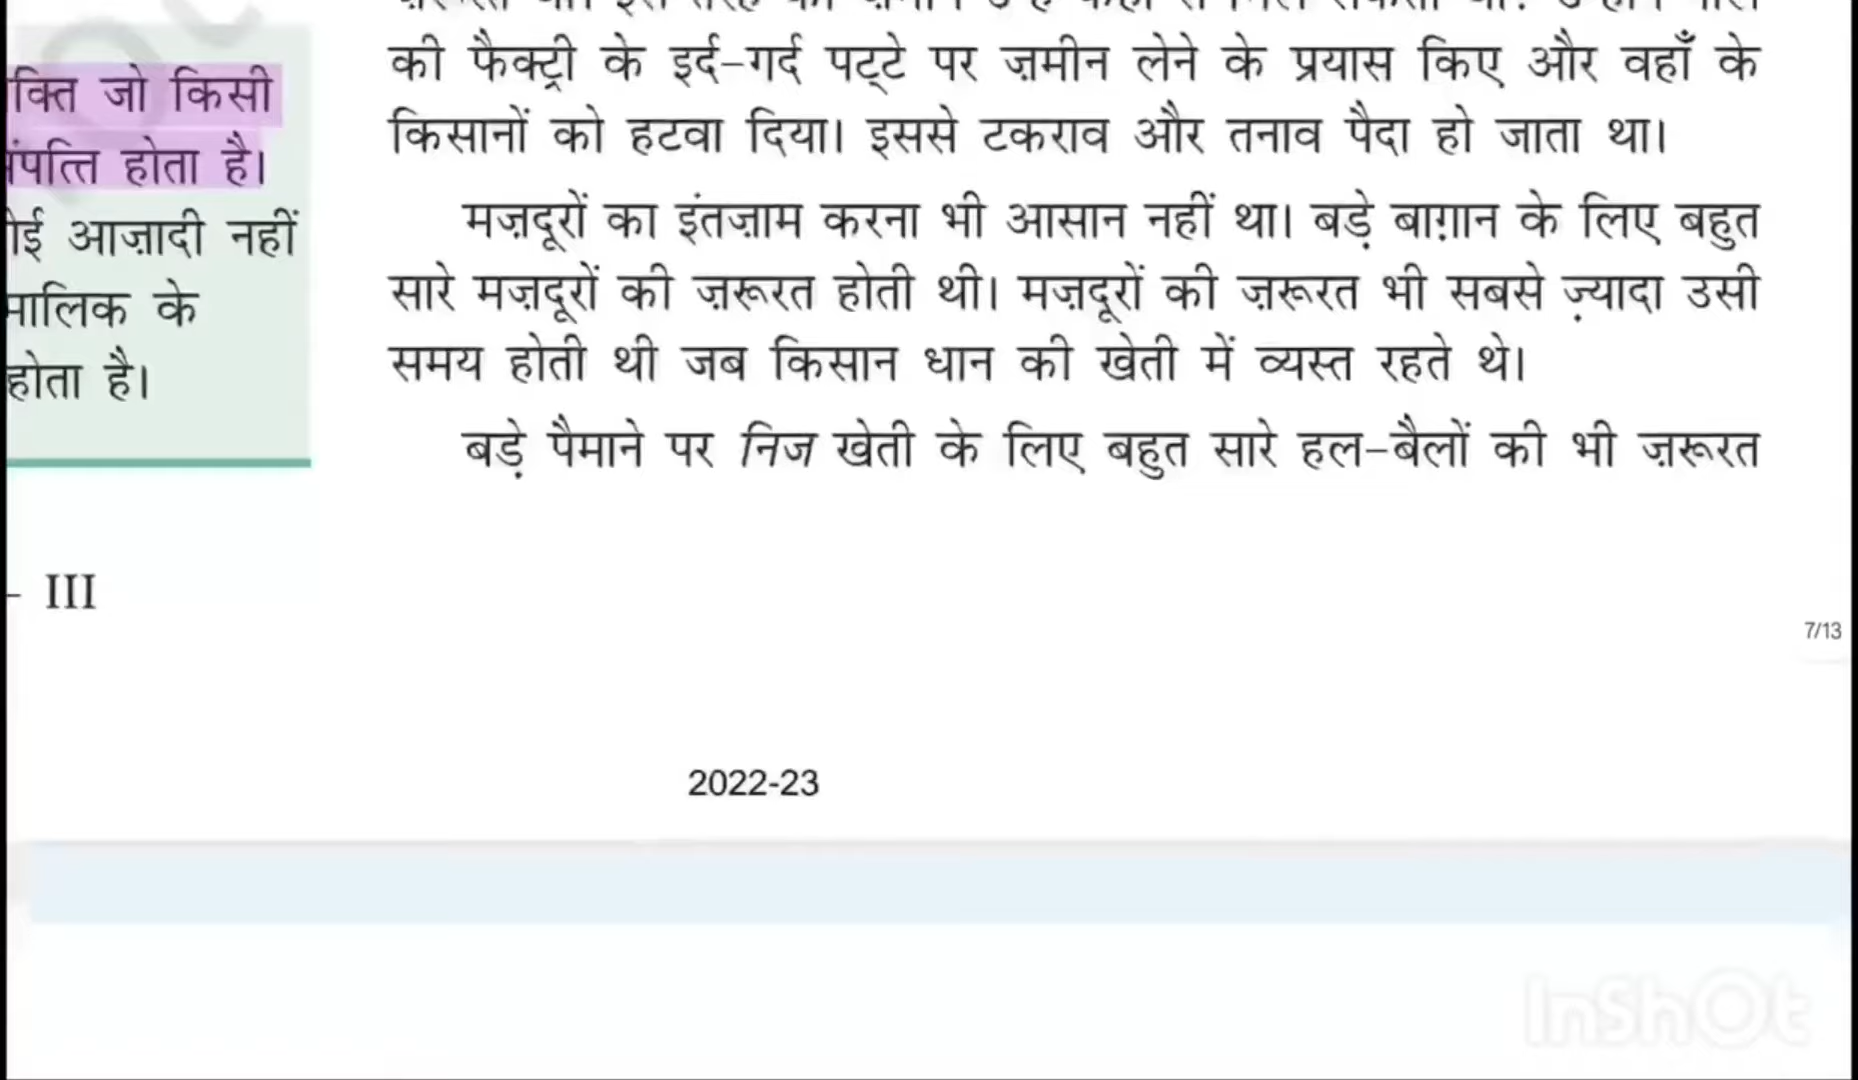 क्ति जो किसी
संपत्ति होता है।
ोई आज़ादी नहीं
मालिक के
होता है।
की फैक्ट्री के इर्द-गिर्द पट्टे पर ज़मीन लेने के प्रयास किए और वहाँ के
किसानों को हटवा दिया। इससे टकराव और तनाव पैदा हो जाता था।
मज़दूरों का इंतज़ाम करना भी आसान नहीं था। बड़े बाग़ान के लिए बहुत
सारे मज़दूरों की ज़रूरत होती थी। मज़दूरों की ज़रूरत भी सबसे ज़्यादा उसी
समय होती थी जब किसान धान की खेती में व्यस्त रहते थे।
बड़े पैमाने पर निज खेती के लिए बहुत सारे हल-बैलों की भी ज़रूरत
- III
7/13
2022-23
InShOt